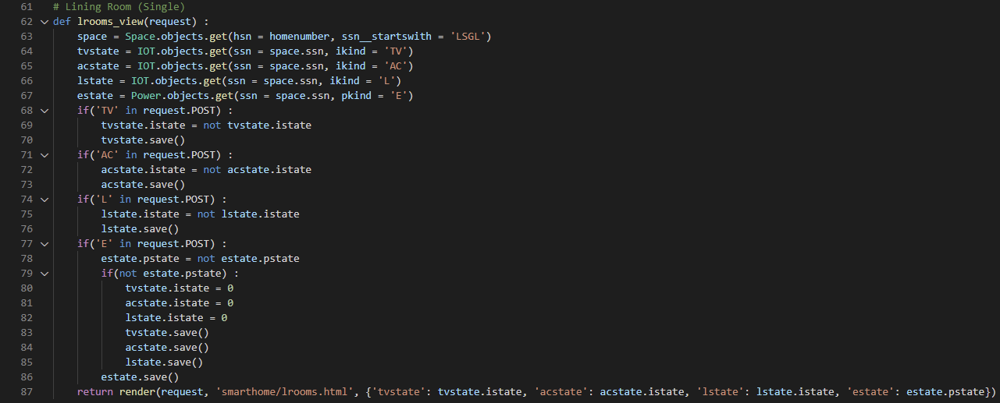 61 # Lining Room (Single)
62 def lrooms_view(request) :
63     space = Space.objects.get(hsn = homenumber, ssn__startswith = 'LSGL')
64     tvstate = IOT.objects.get(ssn = space.ssn, ikind = 'TV')
65     acstate = IOT.objects.get(ssn = space.ssn, ikind = 'AC')
66     lstate = IOT.objects.get(ssn = space.ssn, ikind = 'L')
67     estate = Power.objects.get(ssn = space.ssn, pkind = 'E')
68     if('TV' in request.POST) :
69         tvstate.istate = not tvstate.istate
70         tvstate.save()
71     if('AC' in request.POST) :
72         acstate.istate = not acstate.istate
73         acstate.save()
74     if('L' in request.POST) :
75         lstate.istate = not lstate.istate
76         lstate.save()
77     if('E' in request.POST) :
78         estate.pstate = not estate.pstate
79         if(not estate.pstate) :
80             tvstate.istate = 0
81             acstate.istate = 0
82             lstate.istate = 0
83             tvstate.save()
84             acstate.save()
85             lstate.save()
86         estate.save()
87     return render(request, 'smarthome/lrooms.html', {'tvstate': tvstate.istate, 'acstate': acstate.istate, 'lstate': lstate.istate, 'estate': estate.pstate})